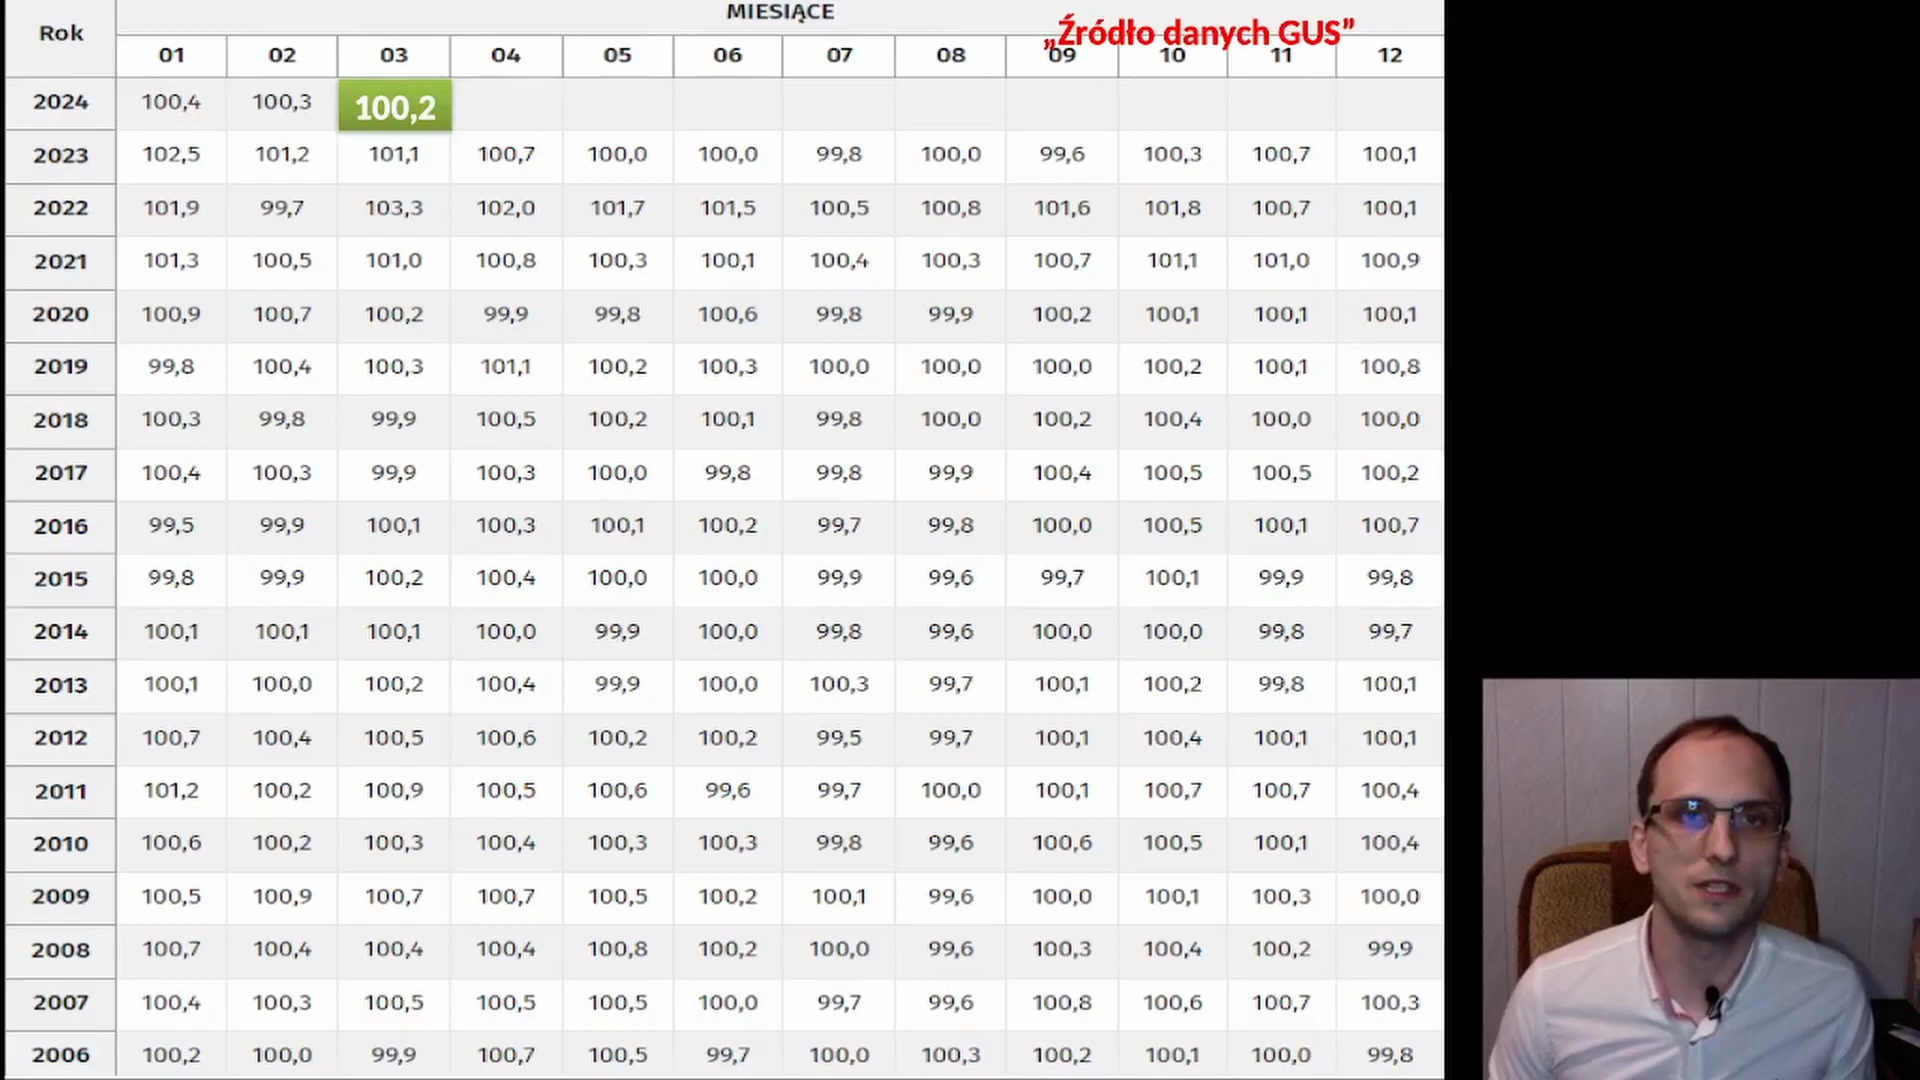 MIESIĄCE
„Źródło danych GUS”
Rok 01 02 03 04 05 06 07 08 09 10 11 12
2024 100,4 100,3 100,2
2023 102,5 101,2 101,1 100,7 100,0 100,0 99,8 100,0 99,6 100,3 100,7 100,1
2022 101,9 99,7 103,3 102,0 101,7 101,5 100,5 100,8 101,6 101,8 100,7 100,1
2021 101,3 100,5 101,0 100,8 100,3 100,1 100,4 100,3 100,7 101,1 101,0 100,9
2020 100,9 100,7 100,2 99,9 99,8 100,6 99,8 99,9 100,2 100,1 100,1 100,1
2019 99,8 100,4 100,3 101,1 100,2 100,3 100,0 100,0 100,0 100,2 100,1 100,8
2018 100,3 99,8 99,9 100,5 100,2 100,1 99,8 100,0 100,2 100,4 100,0 100,0
2017 100,4 100,3 99,9 100,3 100,0 99,8 99,8 99,9 100,4 100,5 100,5 100,2
2016 99,5 99,9 100,1 100,3 100,1 100,2 99,7 99,8 100,0 100,5 100,1 100,7
2015 99,8 99,9 100,2 100,4 100,0 100,0 99,9 99,6 99,7 100,1 99,9 99,8
2014 100,1 100,1 100,1 100,0 99,9 100,0 99,8 99,6 100,0 100,0 99,8 99,7
2013 100,1 100,0 100,2 100,4 99,9 100,0 100,3 99,7 100,1 100,2 99,8 100,1
2012 100,7 100,4 100,5 100,6 100,2 100,2 99,5 99,7 100,1 100,4 100,1 100,1
2011 101,2 100,2 100,9 100,5 100,6 99,6 99,7 100,0 100,1 100,7 100,7 100,4
2010 100,6 100,2 100,3 100,4 100,3 100,3 99,8 99,6 100,6 100,5 100,1 100,4
2009 100,5 100,9 100,7 100,7 100,5 100,2 100,1 99,6 100,0 100,1 100,3 100,0
2008 100,7 100,4 100,4 100,4 100,8 100,2 100,0 99,6 100,3 100,4 100,2 99,9
2007 100,4 100,3 100,5 100,5 100,5 100,0 99,7 99,6 100,8 100,6 100,7 100,3
2006 100,2 100,0 99,9 100,7 100,5 99,7 100,0 100,3 100,2 100,1 100,0 99,8